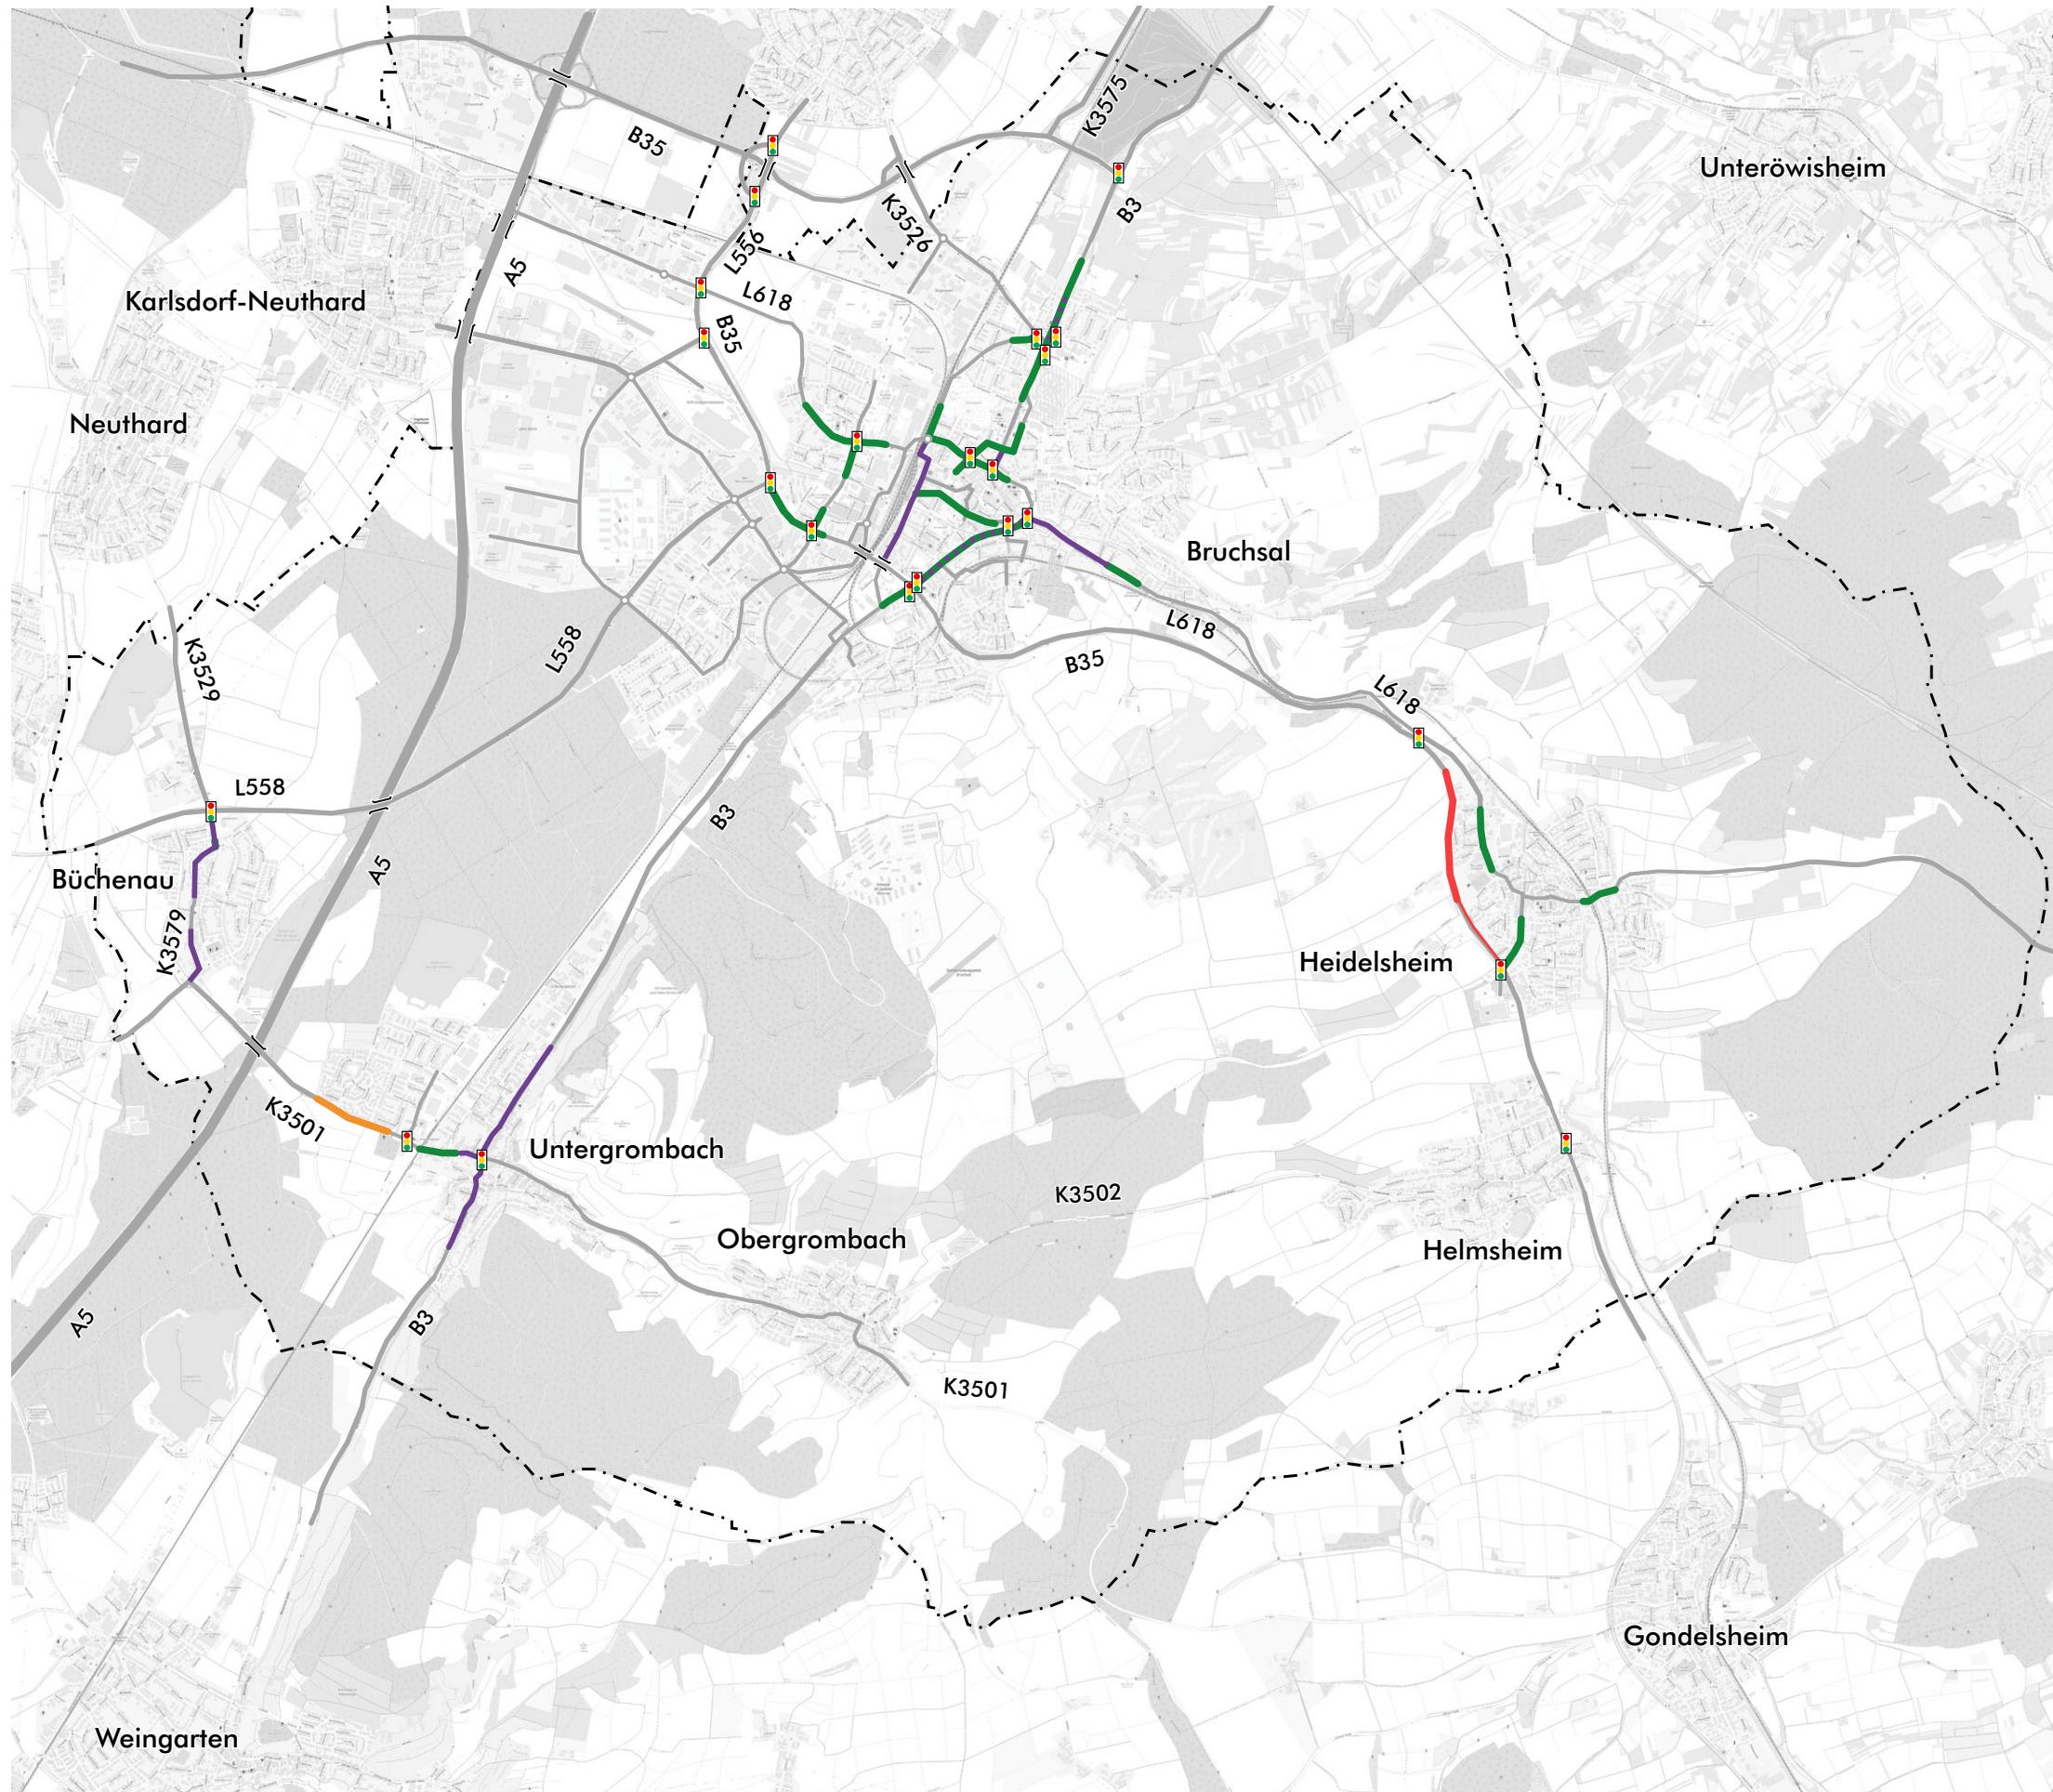 K3575
B35
Unteröwisheim
B3
K3526
L556
A5
Karlsdorf-Neuthard
L618
B35
Neuthard
Bruchsal
L618
L558
B35
K3529
L618
L558
B3
A5
Büchenau
K3579
Heidelsheim
K3501
Untergrombach
K3502
Obergrombach
Helmsheim
A5
B3
K3501
Gondelsheim
Weingarten